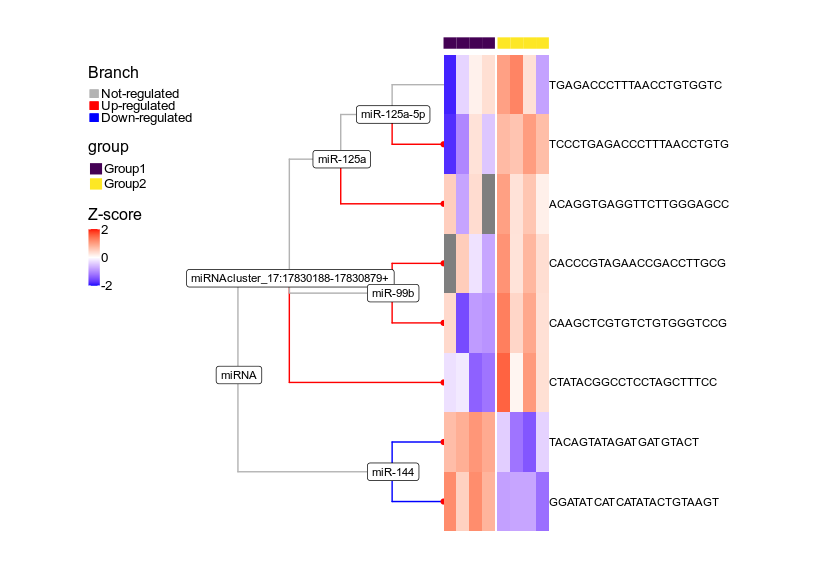 Branch
Not-regulated
Up-regulated
Down-regulated
group
Group1
Group2
Z-score
2
0
-2
miR-125a-5p
miR-125a
miRNAcluster_17:17830188-17830879+
miR-99b
miRNA
miR-144
TGAGACCCTTTAACCTGTGGTC
TCCCTGAGACCCTTTAACCTGTG
ACAGGTGAGGTTCTTGGGAGCC
CACCCGTAGAACCGACCTTGCG
CAAGCTCGTGTCTGTGGGTCCG
CTATACGGCCTCCTAGCTTTCC
TACAGTATAGATGATGTACT
GGATATCATCATATACTGTAAGT